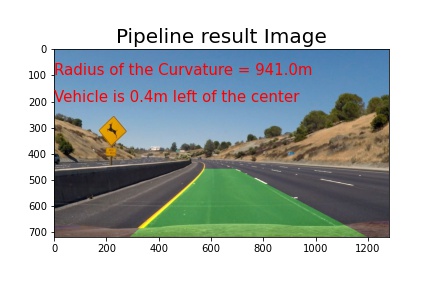 Pipeline result Image
Radius of the Curvature = 941.0m
Vehicle is 0.4m left of the center
0
100
200
300
400
500
600
700
0 200 400 600 800 1000 1200